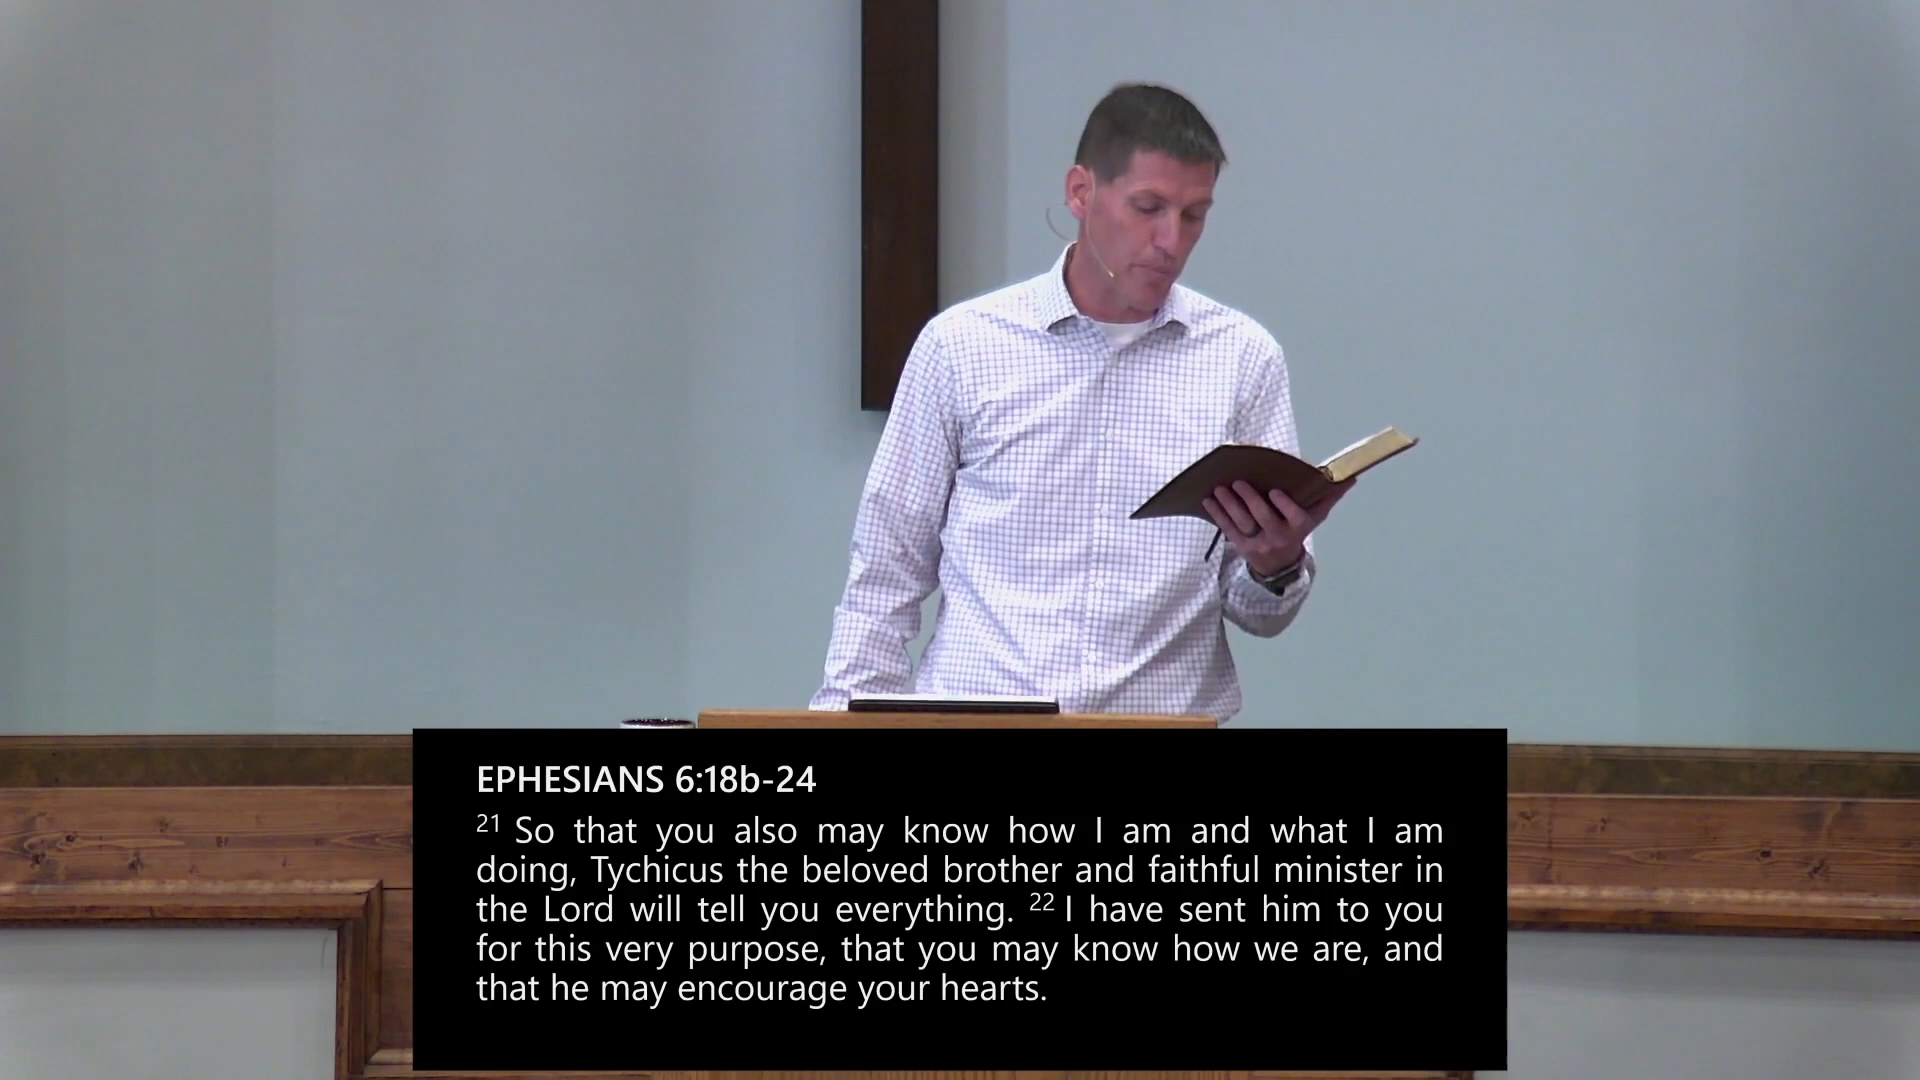 EPHESIANS 6:18b-24
21 So that you also may know how I am and what I am
doing, Tychicus the beloved brother and faithful minister in
the Lord will tell you everything. 22 I have sent him to you
for this very purpose, that you may know how we are, and
that he may encourage your hearts.